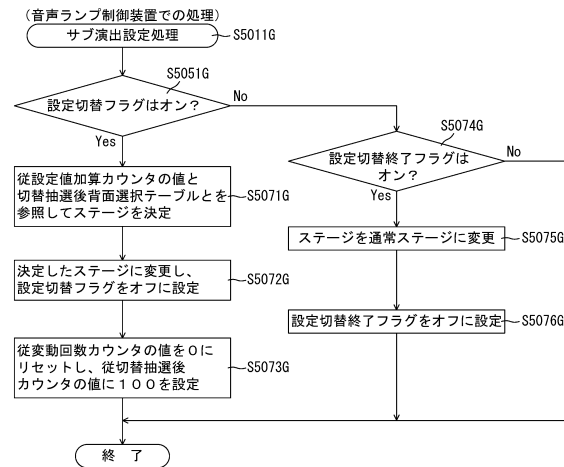 (音声ランプ制御装置での処理)
サブ演出設定処理
S5011G
S5051G
設定切替フラグはオン?
No
Yes
S5074G
設定切替終了フラグは
オン?
No
Yes
従設定値加算カウンタの値と
切替抽選後背面選択テーブルとを
参照してステージを決定
S5071G
ステージを通常ステージに変更
S5075G
決定したステージに変更し、
設定切替フラグをオフに設定
S5072G
設定切替終了フラグをオフに設定
S5076G
従変動回数カウンタの値を0に
リセットし、従切替抽選後
カウンタの値に100を設定
S5073G
終 了